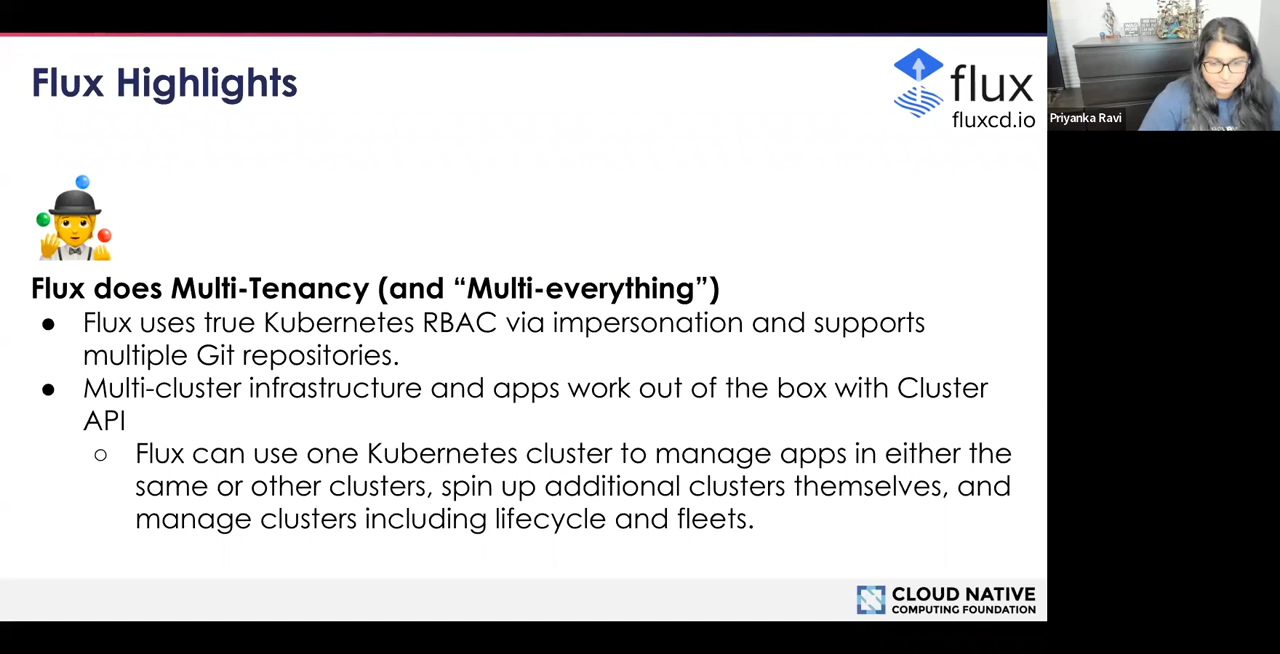 Flux Highlights
flux
fluxcd.io
Priyanka Ravi
Flux does Multi-Tenancy (and “Multi-everything”)
● Flux uses true Kubernetes RBAC via impersonation and supports
multiple Git repositories.
● Multi-cluster infrastructure and apps work out of the box with Cluster
API
○ Flux can use one Kubernetes cluster to manage apps in either the
same or other clusters, spin up additional clusters themselves, and
manage clusters including lifecycle and fleets.
CLOUD NATIVE
COMPUTING FOUNDATION